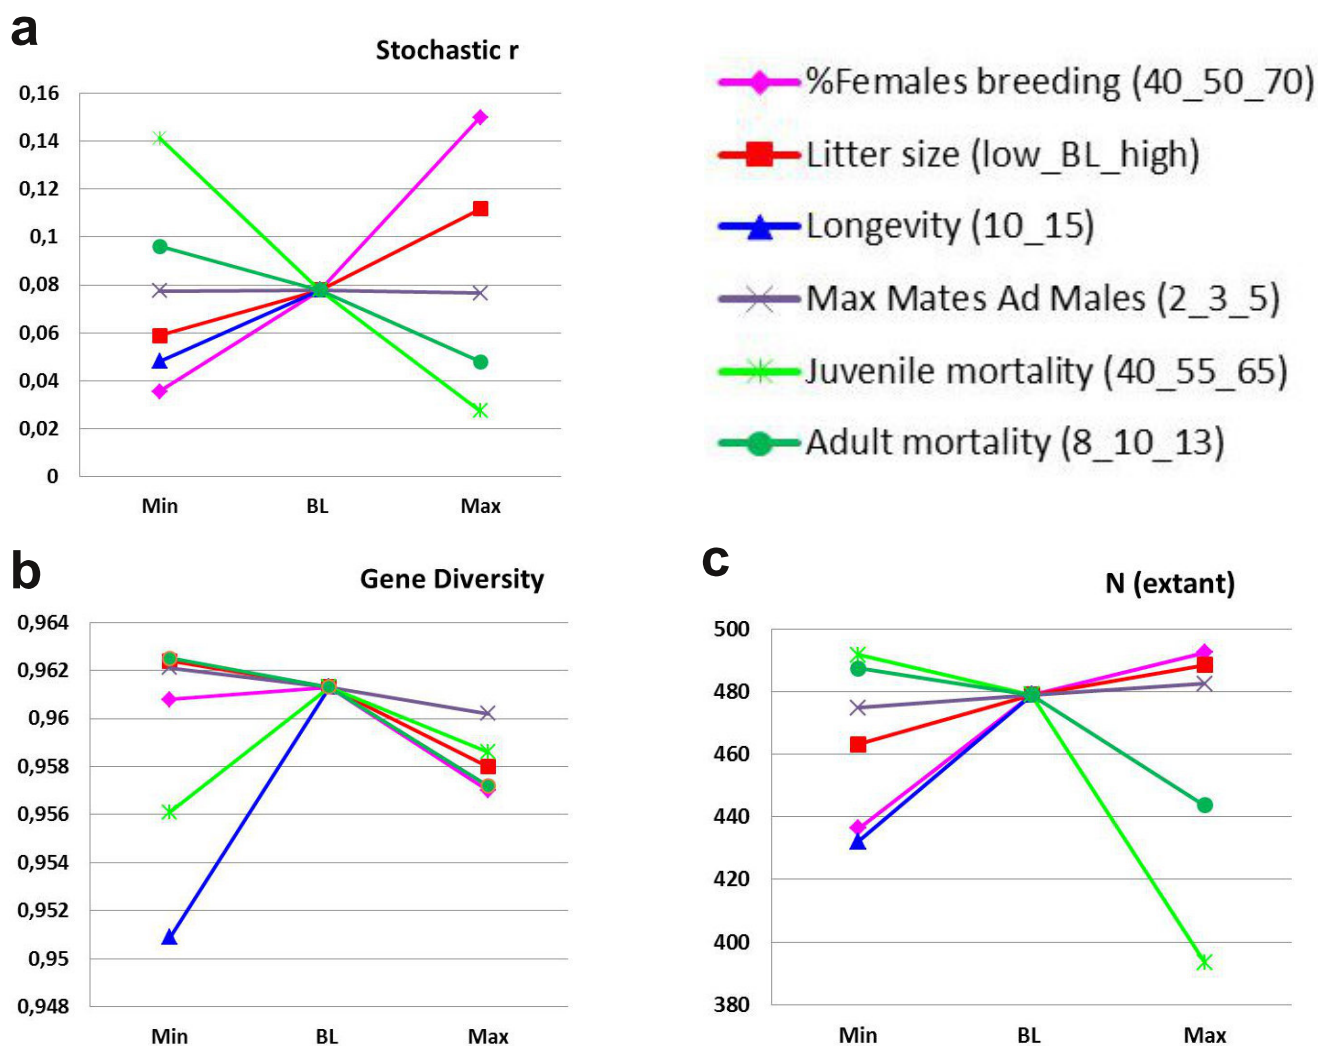 a
Stochastic r
0,16
0,14
0,12
0,1
0,08
0,06
0,04
0,02
0
Min BL Max
%Females breeding (40_50_70)
Litter size (low_BL_high)
Longevity (10_15)
Max Mates Ad Males (2_3_5)
Juvenile mortality (40_55_65)
Adult mortality (8_10_13)
b
Gene Diversity
0,964
0,962
0,96
0,958
0,956
0,954
0,952
0,95
0,948
Min BL Max
c
N (extant)
500
480
460
440
420
400
380
Min BL Max